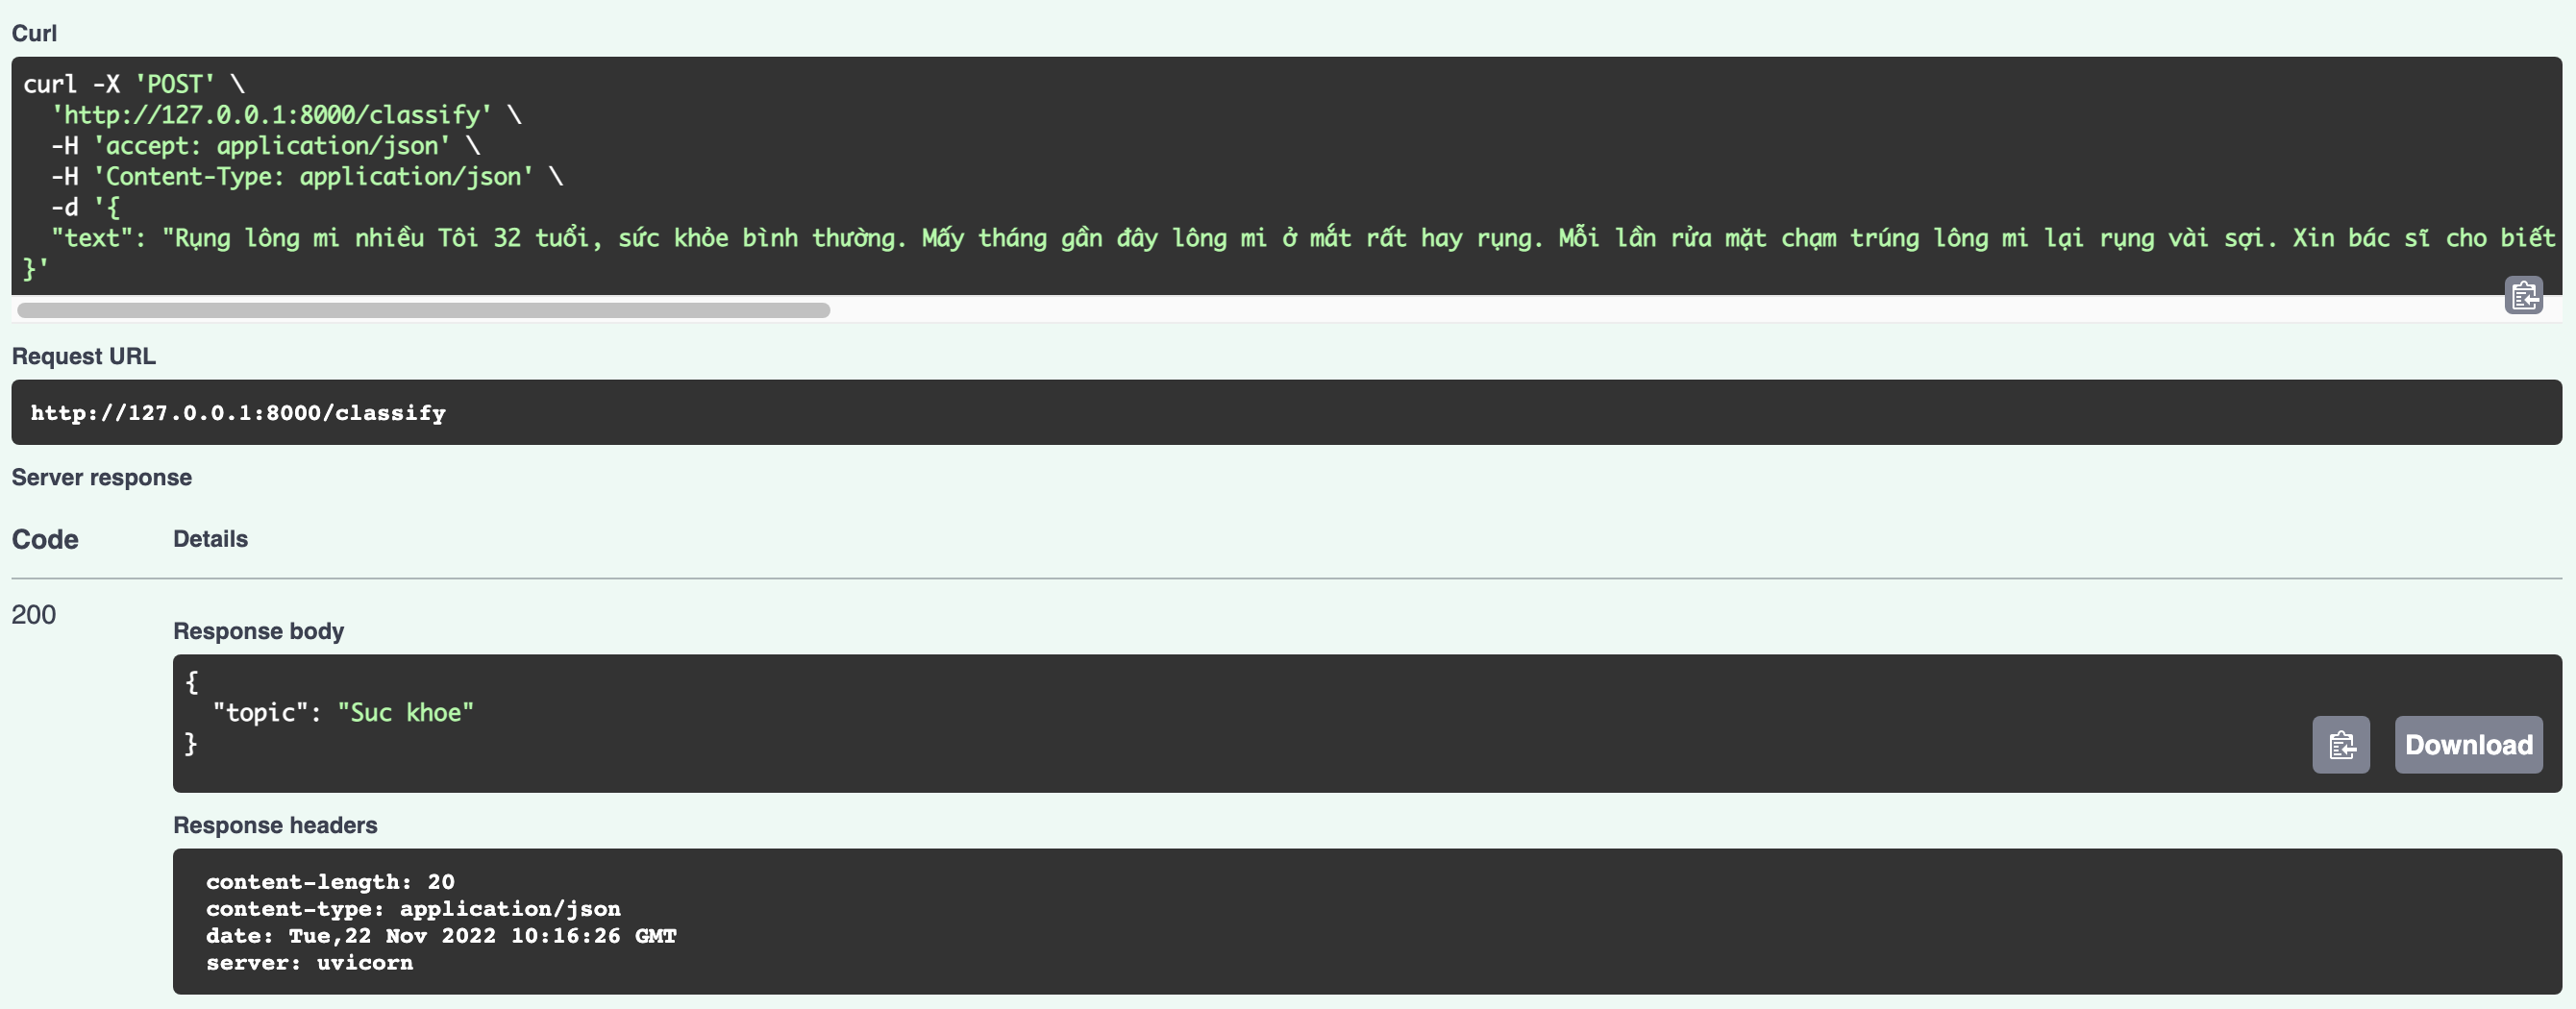 Curl
curl -X 'POST' \
'http://127.0.0.1:8000/classify' \
-H 'accept: application/json' \
-H 'Content-Type: application/json' \
-d '{
"text": "Rụng lông mi nhiều Tôi 32 tuổi, sức khỏe bình thường. Mấy tháng gần đây lông mi ở mắt rất hay rụng. Mỗi lần rửa mặt chạm trúng lông mi lại rụng vài sợi. Xin bác sĩ cho biết
}'
Request URL
http://127.0.0.1:8000/classify
Server response
Code Details
200
Response body
{
"topic": "Suc khoe"
}
Download
Response headers
content-length: 20
content-type: application/json
date: Tue,22 Nov 2022 10:16:26 GMT
server: uvicorn